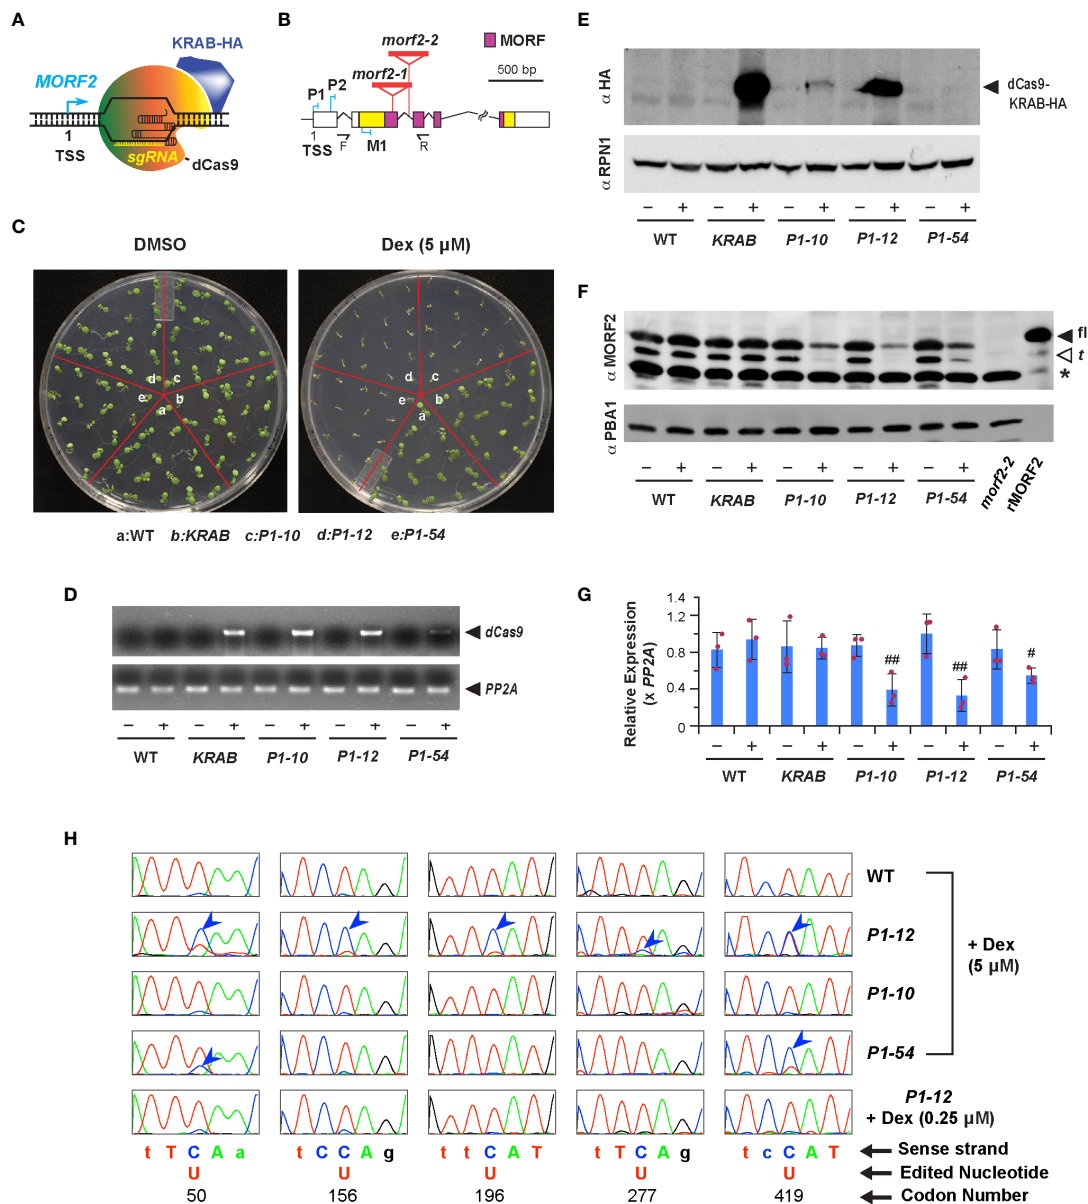 A
KRAB-HA
MORF2
1
TSS
sgRNA
dCas9
B
morf2-2
MORF
morf2-1
500 bp
P1
P2
1
TSS
F
M1
R
C
DMSO
Dex (5 µM)
d
c
e
b
a
d
c
e
b
a
a:WT b:KRAB c:P1-10 d:P1-12 e:P1-54
D
dCas9
PP2A
– + – + – + – + – +
WT KRAB P1-10 P1-12 P1-54
E
α HA
dCas9-
KRAB-HA
α RPN1
– + – + – + – + – +
WT KRAB P1-10 P1-12 P1-54
F
α MORF2
fl
t
*
α PBA1
– + – + – + – + – +
WT KRAB P1-10 P1-12 P1-54
morf2-2
rMORF2
G
Relative Expression
(x PP2A)
1.4
1.2
0.8
0.4
0
##
##
#
– + – + – + – + – +
WT KRAB P1-10 P1-12 P1-54
H
WT
P1-12
P1-10
P1-54
+ Dex
(5 µM)
P1-12
+ Dex (0.25 µM)
t T C A a t C C A g t t C A T t T C A g t c C A T
Sense strand
U U U U U
Edited Nucleotide
50 156 196 277 419
Codon Number